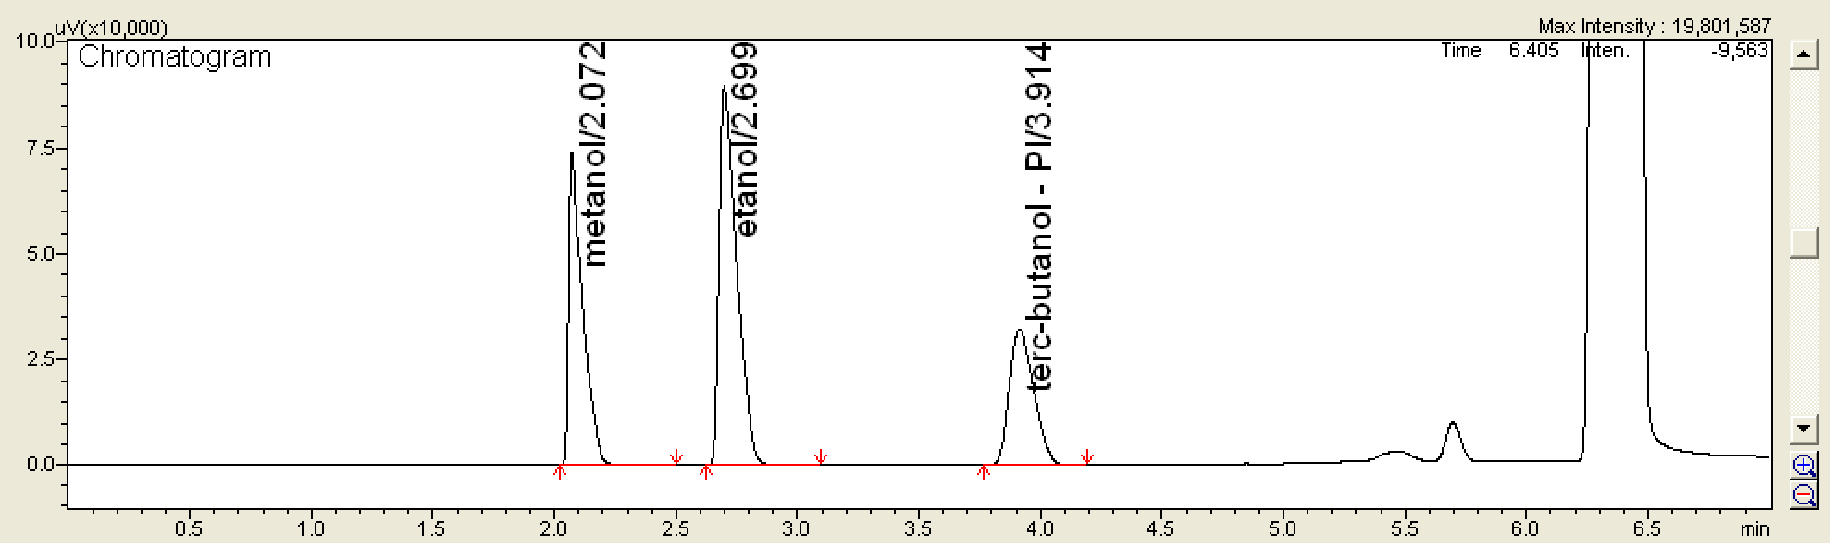 uV(x10,000)
Max Intensity : 19,801,587
Chromatogram
Time 6.405 Inten. -9,563
metanol/2.072
etanol/2.699
terc-butanol - PI/3.914
10.0
7.5
5.0
2.5
0.0
0.5 1.0 1.5 2.0 2.5 3.0 3.5 4.0 4.5 5.0 5.5 6.0 6.5 min